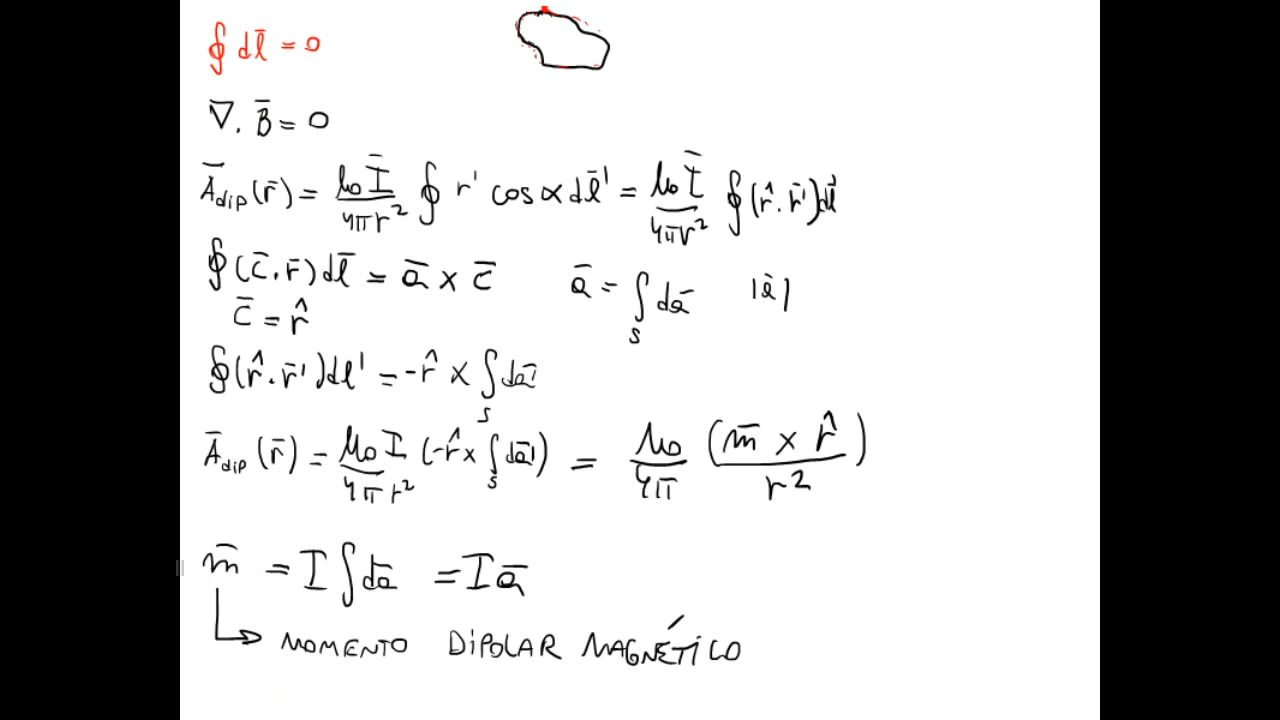 ∮ dl̄ = 0
∇. B̄ = 0
Ā_DIP (r̄) = μ₀Ī/4πr² ∮ r' cos α dl̄' = μ₀Ī/4πr² ∮(r̂. r̄')dl̄'
∮(c̄. r̄) dl̄ = ā × c̄ ā = ∫_S dā |ā|
c̄ = r̂
∮(r̂. r̄')dl' = -r̂ × ∫_S dā'
Ā_dip (r̄) = μ₀I/4πr² (-r̂ × ∫_S dā') = μ₀/4π (m̄ × r̂)/r²
m̄ = I ∫ dā = I ā
↳ MOMENTO DIPOLAR MAGNÉTICO